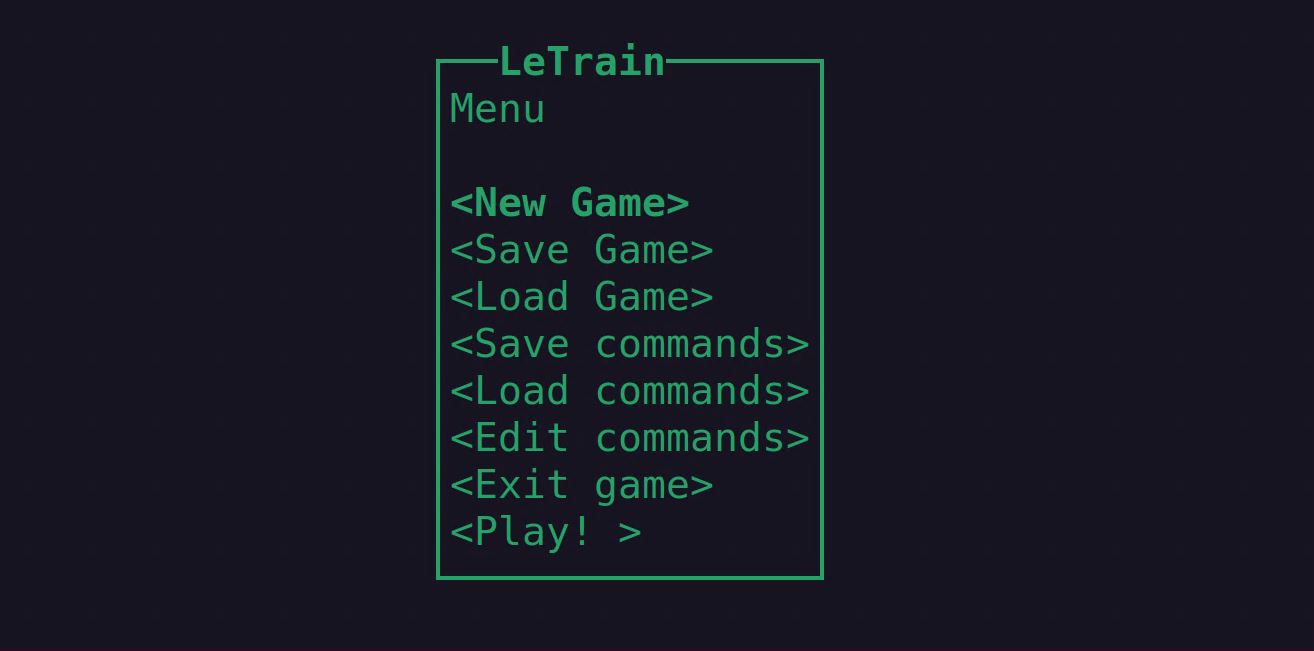 LeTrain
Menu
<New Game>
<Save Game>
<Load Game>
<Save commands>
<Load commands>
<Edit commands>
<Exit game>
<Play! >